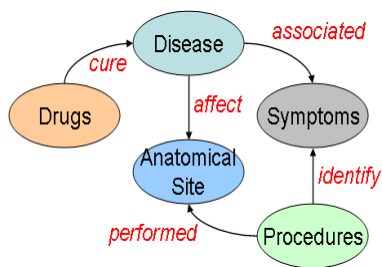 associated
Disease
cure
Drugs
affect
Symptoms
Anatomical
Site
identify
performed
Procedures